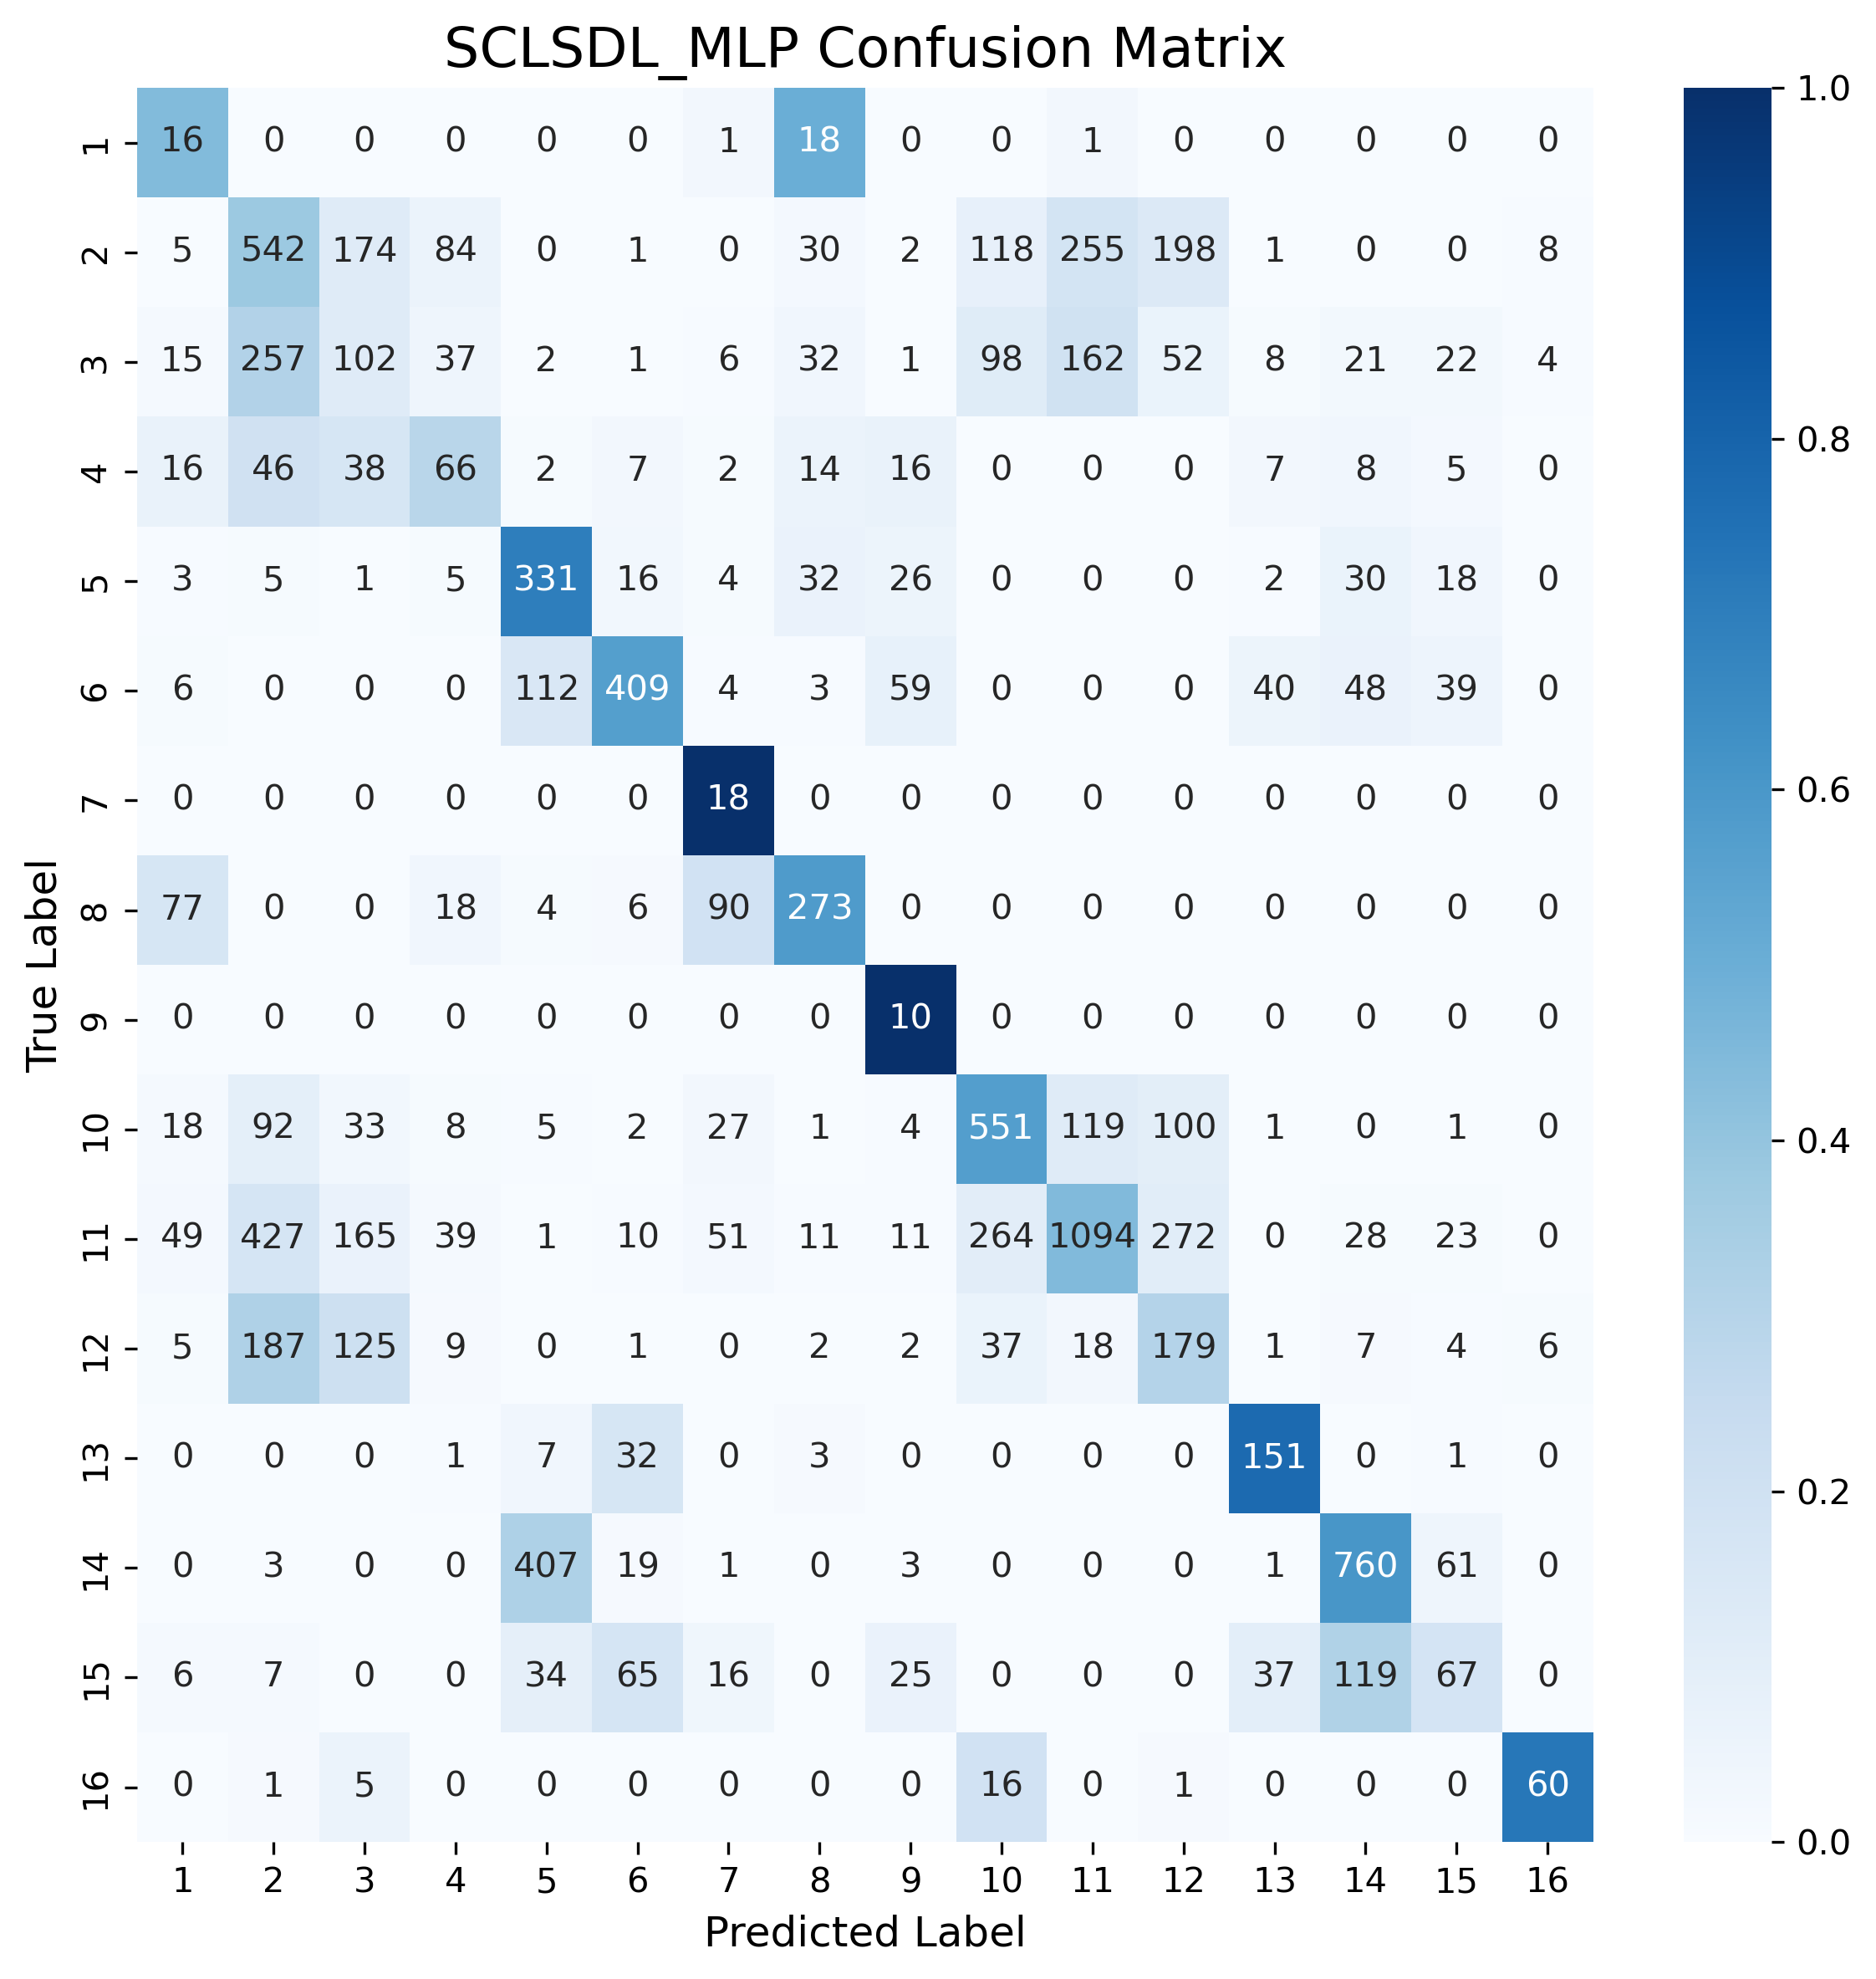 SCLSDL_MLP Confusion Matrix
1 16 0 0 0 0 0 1 18 0 0 1 0 0 0 0 0
2 5 542 174 84 0 1 0 30 2 118 255 198 1 0 0 8
3 15 257 102 37 2 1 6 32 1 98 162 52 8 21 22 4
4 16 46 38 66 2 7 2 14 16 0 0 0 7 8 5 0
5 3 5 1 5 331 16 4 32 26 0 0 0 2 30 18 0
6 6 0 0 0 112 409 4 3 59 0 0 0 40 48 39 0
7 0 0 0 0 0 0 18 0 0 0 0 0 0 0 0 0
8 77 0 0 18 4 6 90 273 0 0 0 0 0 0 0 0
9 0 0 0 0 0 0 0 0 10 0 0 0 0 0 0 0
10 18 92 33 8 5 2 27 1 4 551 119 100 1 0 1 0
11 49 427 165 39 1 10 51 11 11 264 1094 272 0 28 23 0
12 5 187 125 9 0 1 0 2 2 37 18 179 1 7 4 6
13 0 0 0 1 7 32 0 3 0 0 0 0 151 0 1 0
14 0 3 0 0 407 19 1 0 3 0 0 0 1 760 61 0
15 6 7 0 0 34 65 16 0 25 0 0 0 37 119 67 0
16 0 1 5 0 0 0 0 0 0 16 0 1 0 0 0 60
1 2 3 4 5 6 7 8 9 10 11 12 13 14 15 16
Predicted Label
True Label
1.0
0.8
0.6
0.4
0.2
0.0